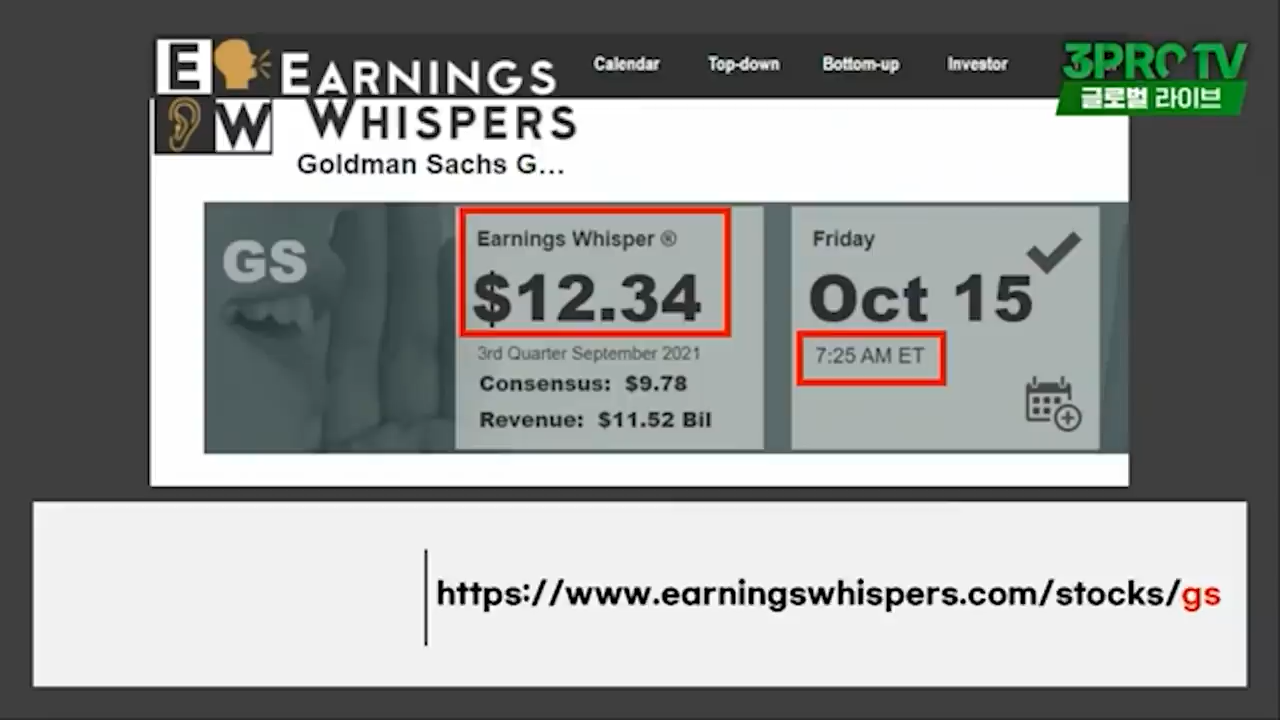 E
EARNINGS
Calendar
Top-down
Bottom-up
Investor
3PRO TV
글로벌 라이브
W
WHISPERS
Goldman Sachs G...
GS
Earnings Whisper ®
$12.34
3rd Quarter September 2021
Consensus: $9.78
Revenue: $11.52 Bil
Friday
Oct 15
7:25 AM ET
https://www.earningswhispers.com/stocks/gs